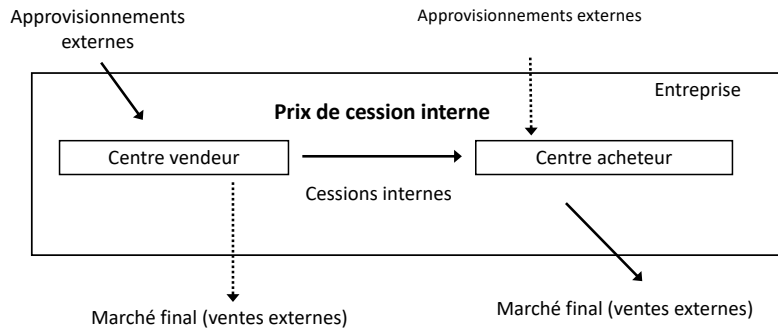 Approvisionnements
externes
Approvisionnements externes
Entreprise
Prix de cession interne
Centre vendeur
Centre acheteur
Cessions internes
Marché final (ventes externes)
Marché final (ventes externes)